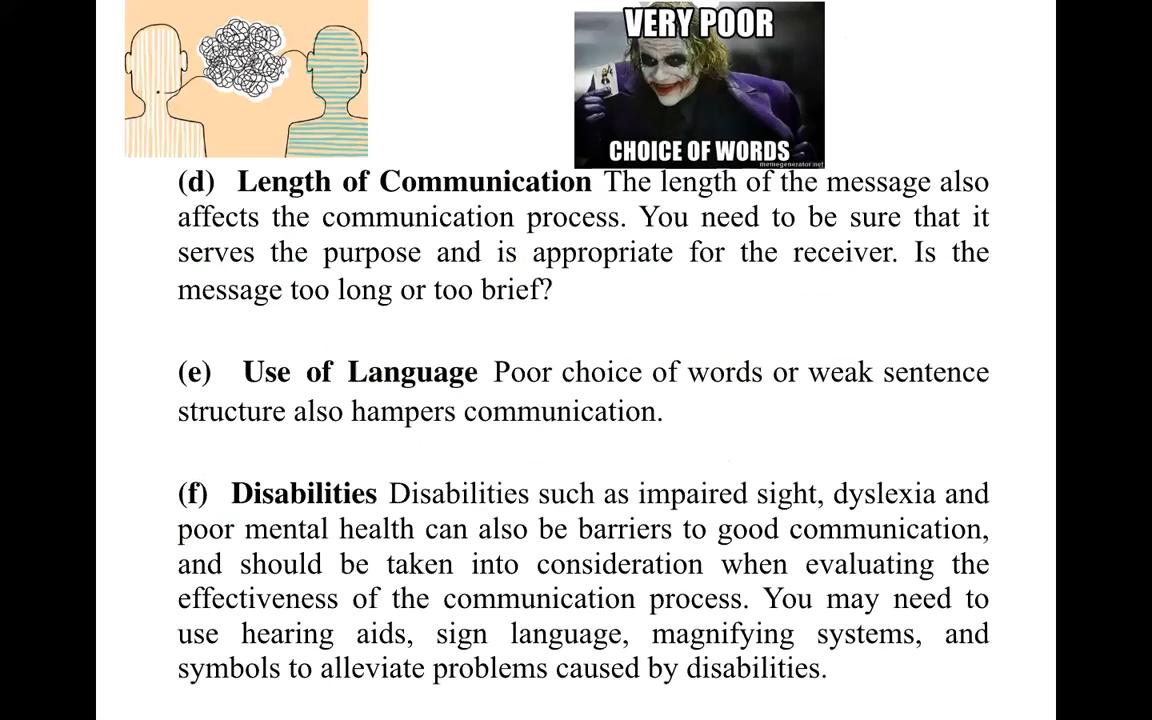 VERY POOR
CHOICE OF WORDS
memegenerator.net
(d) Length of Communication The length of the message also
affects the communication process. You need to be sure that it
serves the purpose and is appropriate for the receiver. Is the
message too long or too brief?
(e) Use of Language Poor choice of words or weak sentence
structure also hampers communication.
(f) Disabilities Disabilities such as impaired sight, dyslexia and
poor mental health can also be barriers to good communication,
and should be taken into consideration when evaluating the
effectiveness of the communication process. You may need to
use hearing aids, sign language, magnifying systems, and
symbols to alleviate problems caused by disabilities.